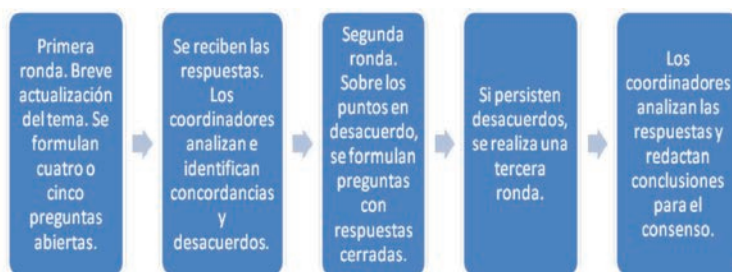 Primera
ronda. Breve
actualización
del tema. Se
formulan
cuatro o
cinco
preguntas
abiertas.
Se reciben las
respuestas.
Los
coordinadores
analizan e
identifican
concordancias
y
desacuerdos.
Segunda
ronda.
Sobre los
puntos en
desacuerdo,
se formulan
preguntas
con
respuestas
cerradas.
Si persisten
desacuerdos,
se realiza una
tercera
ronda.
Los
coordinadores
analizan las
respuestas y
redactan
conclusiones
para el
consenso.